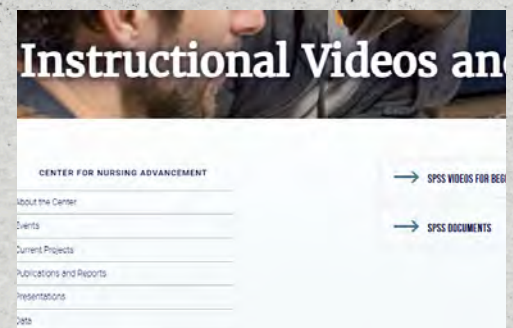 Instructional Videos an
CENTER FOR NURSING ADVANCEMENT
About the Center
Events
Current Projects
Publications and Reports
Presentations
Data
SPSS VIDEOS FOR BEG
SPSS DOCUMENTS